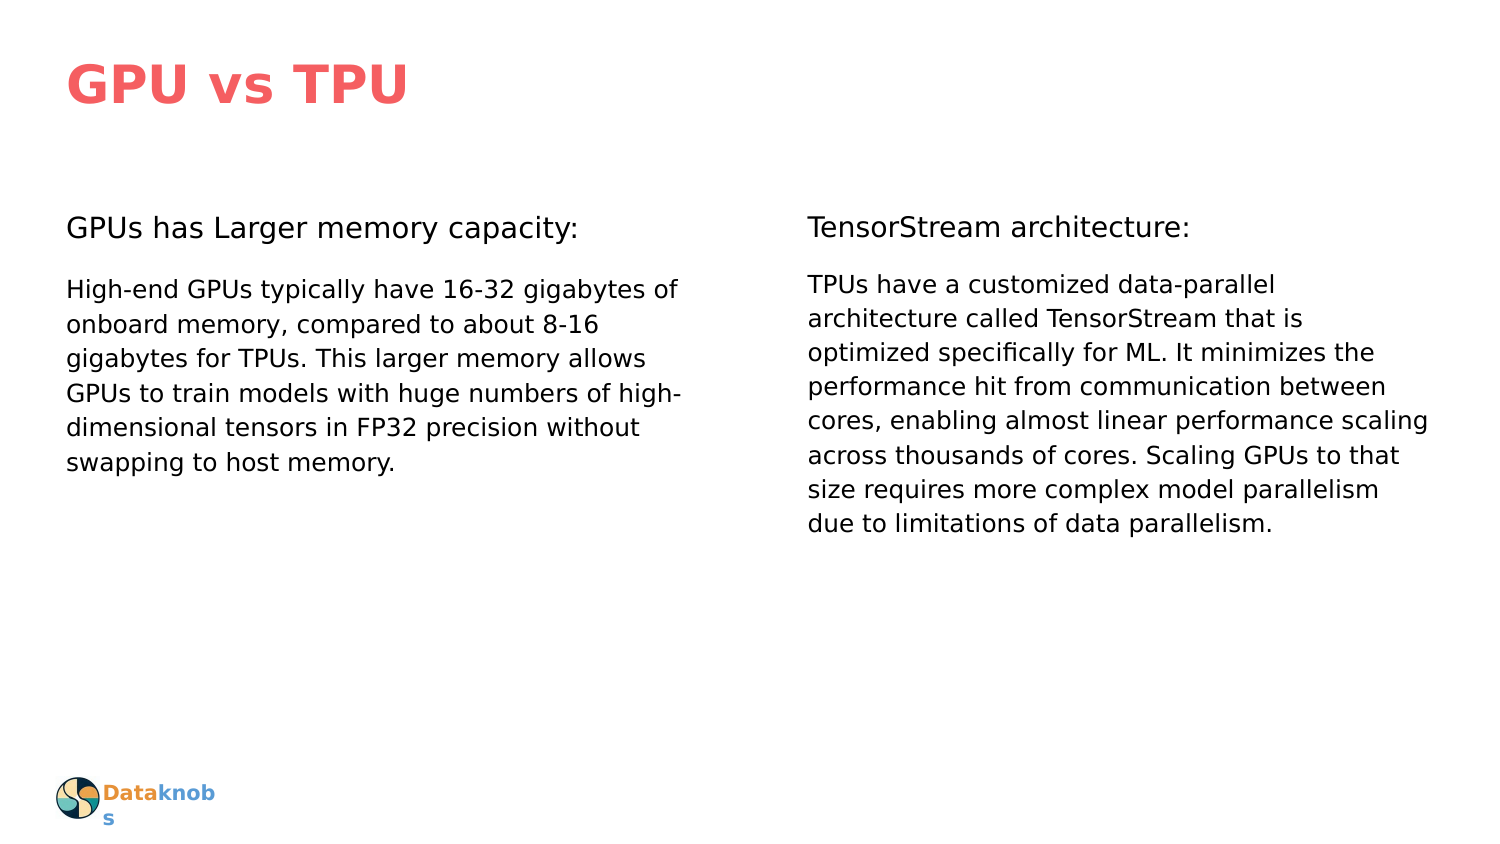 GPU vs TPU
GPUs has Larger memory capacity:
High-end GPUs typically have 16-32 gigabytes of
onboard memory, compared to about 8-16
gigabytes for TPUs. This larger memory allows
GPUs to train models with huge numbers of high-
dimensional tensors in FP32 precision without
swapping to host memory.
TensorStream architecture:
TPUs have a customized data-parallel
architecture called TensorStream that is
optimized specifically for ML. It minimizes the
performance hit from communication between
cores, enabling almost linear performance scaling
across thousands of cores. Scaling GPUs to that
size requires more complex model parallelism
due to limitations of data parallelism.
Dataknob
s